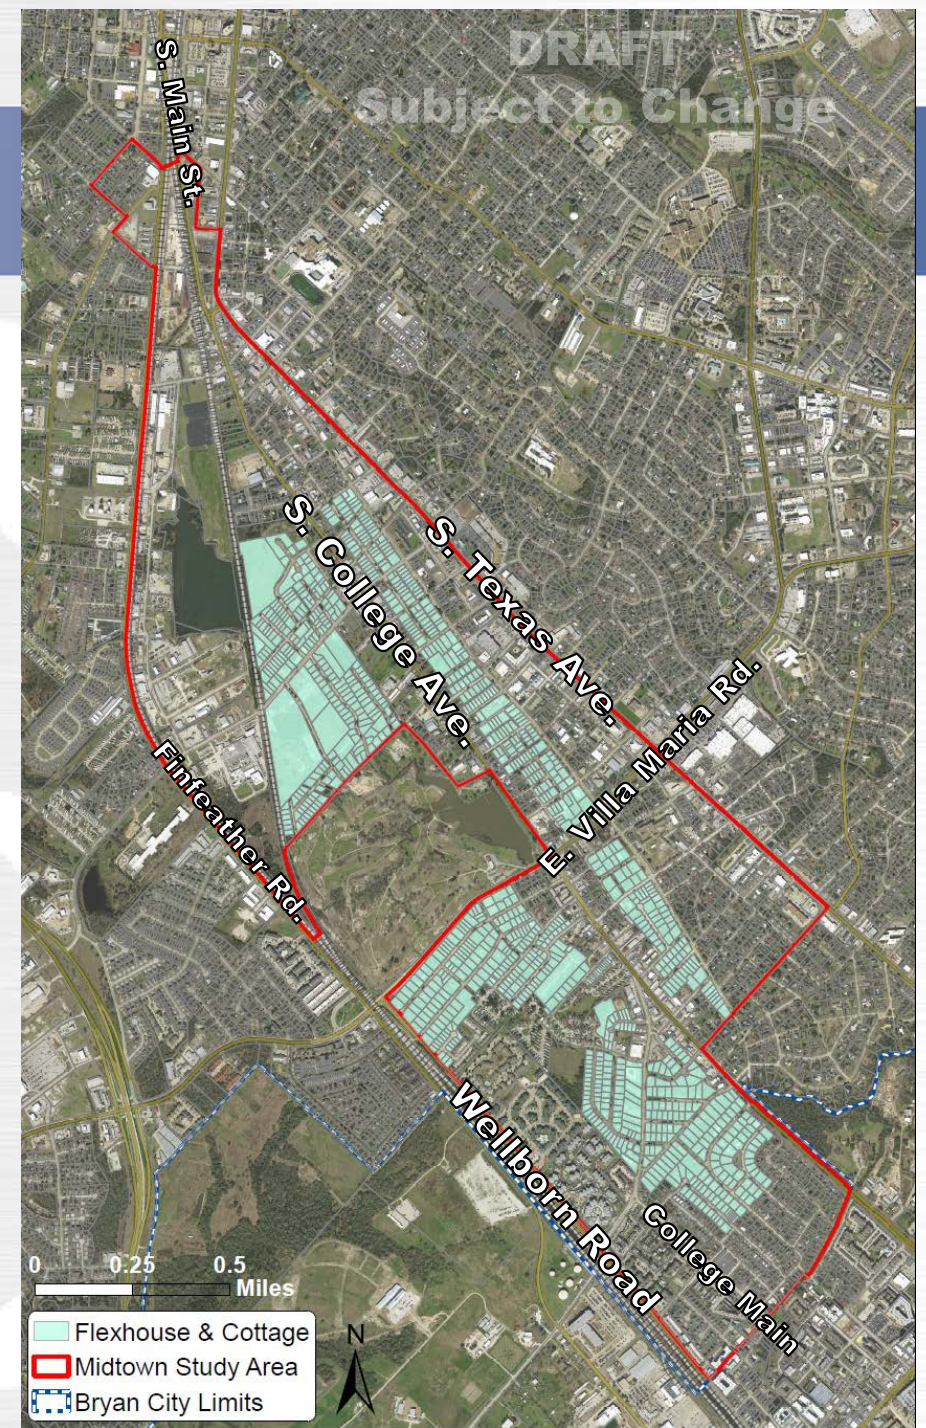 DRAFT
Subject to Change
S. Main St.
S. College Ave.
S. Texas Ave.
E. Villa Maria Rd.
Finfeather Rd.
Wellborn Road
College Main
0 0.25 0.5
Miles
Flexhouse & Cottage
Midtown Study Area
Bryan City Limits
N